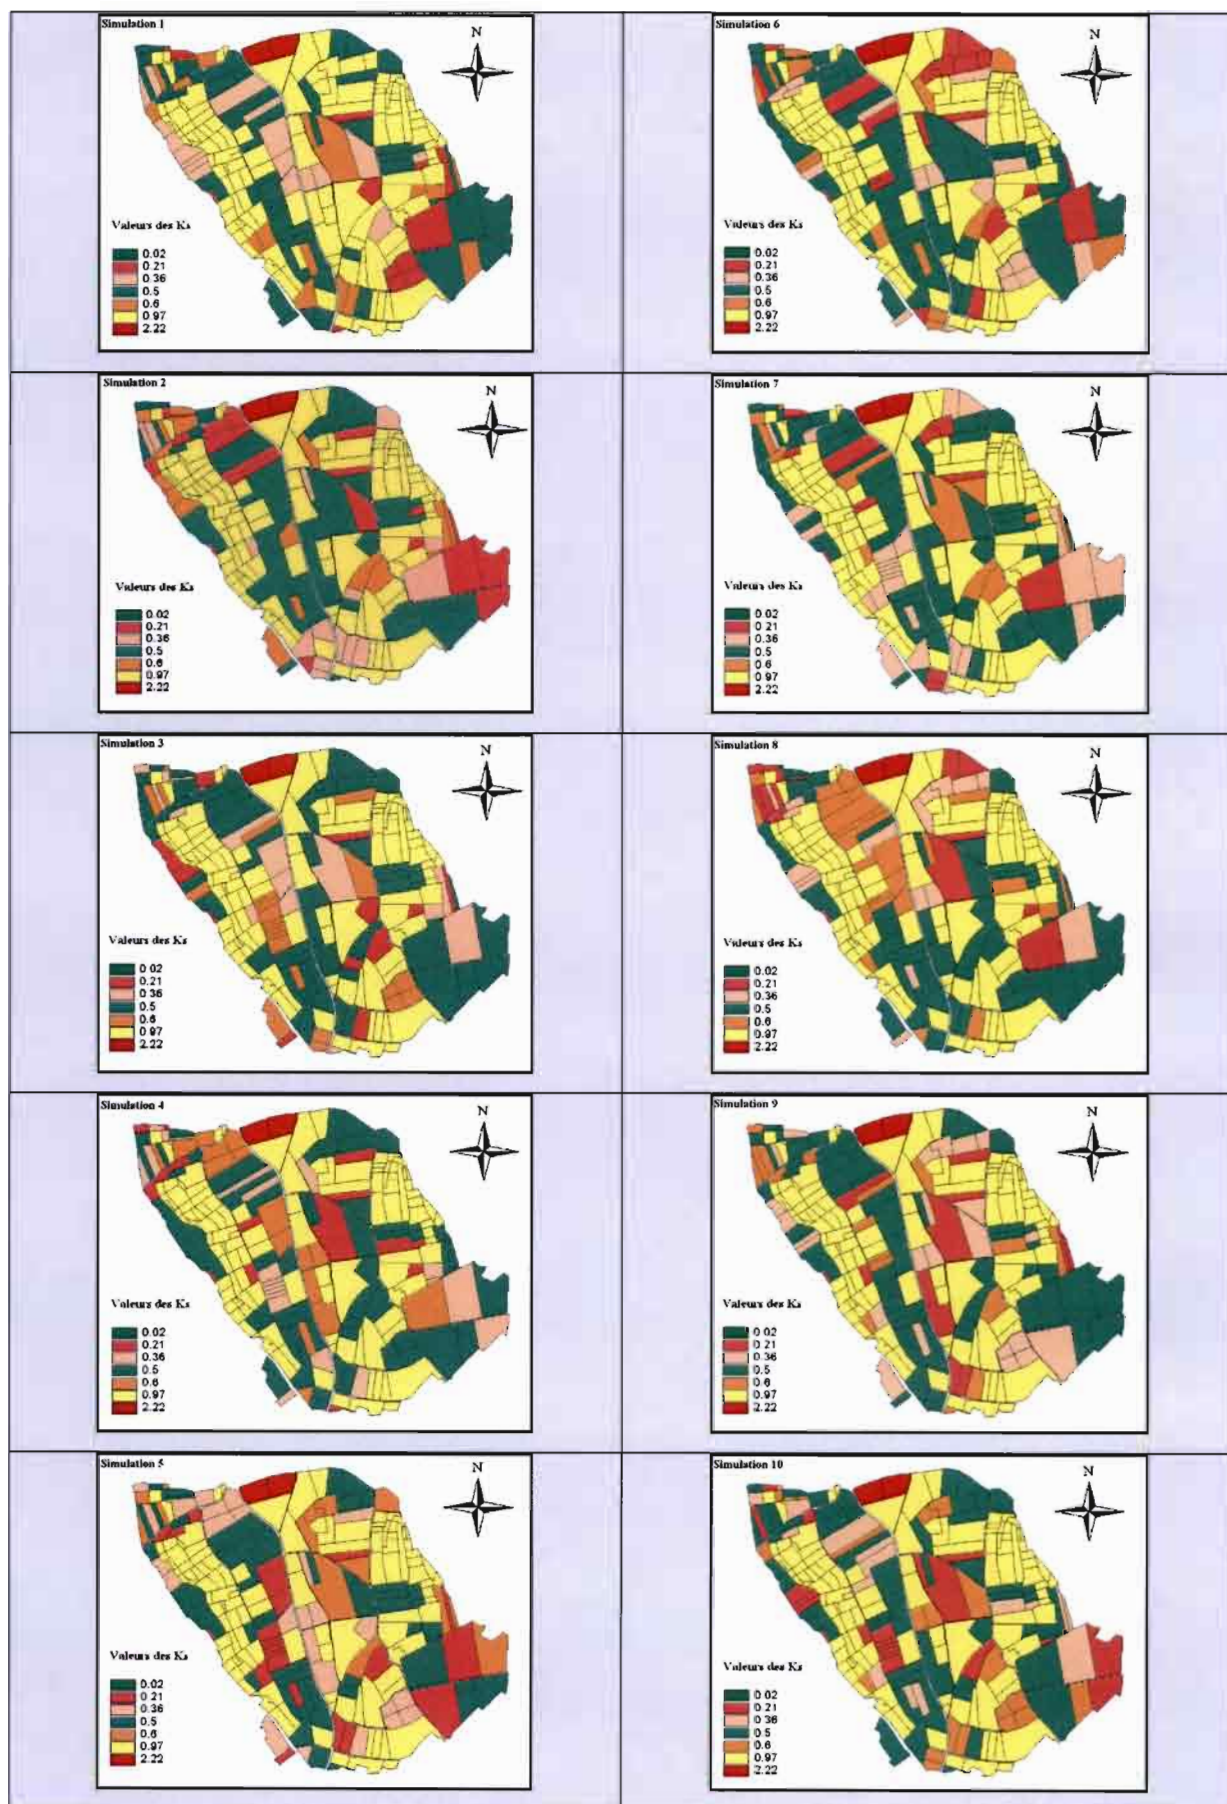 Simulation 1
N
Valeurs des Ks
0.02
0.21
0.36
0.5
0.6
0.97
2.22
Simulation 6
N
Valeurs des Ks
0.02
0.21
0.36
0.5
0.6
0.97
2.22
Simulation 2
N
Valeurs des Ks
0.02
0.21
0.36
0.5
0.6
0.97
2.22
Simulation 7
N
Valeurs des Ks
0.02
0.21
0.36
0.5
0.6
0.97
2.22
Simulation 3
N
Valeurs des Ks
0.02
0.21
0.36
0.5
0.6
0.97
2.22
Simulation 8
N
Valeurs des Ks
0.02
0.21
0.36
0.5
0.6
0.97
2.22
Simulation 4
N
Valeurs des Ks
0.02
0.21
0.36
0.5
0.6
0.97
2.22
Simulation 9
N
Valeurs des Ks
0.02
0.21
0.36
0.5
0.6
0.97
2.22
Simulation 5
N
Valeurs des Ks
0.02
0.21
0.36
0.5
0.6
0.97
2.22
Simulation 10
N
Valeurs des Ks
0.02
0.21
0.36
0.5
0.6
0.97
2.22